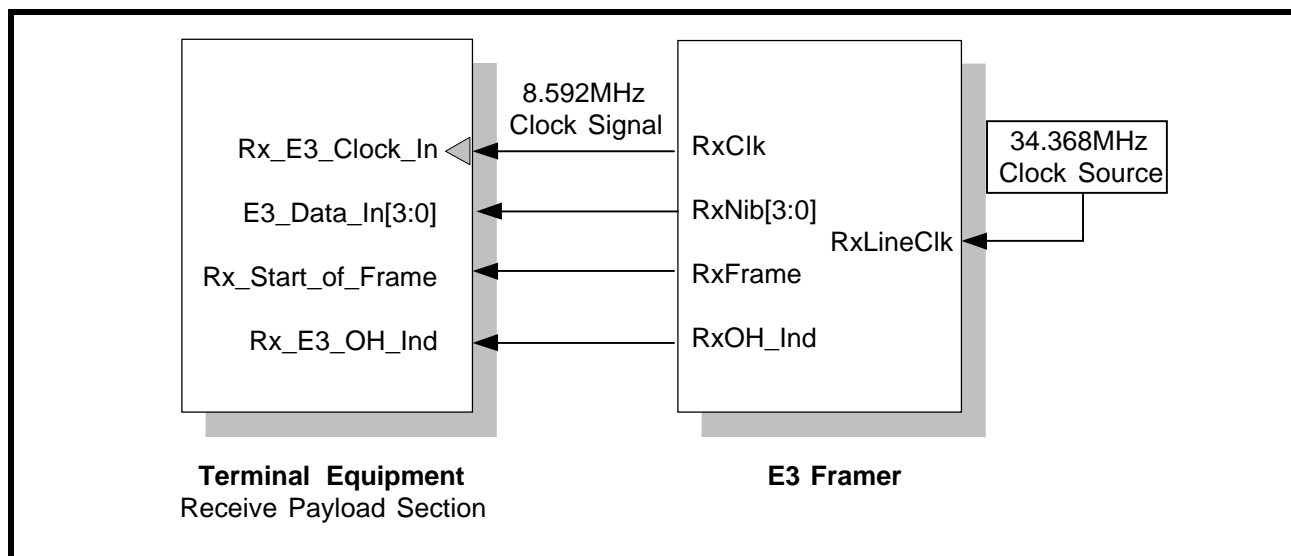 8.592MHz
Clock Signal
Rx_E3_Clock_In
E3_Data_In[3:0]
Rx_Start_of_Frame
Rx_E3_OH_Ind
RxClk
RxNib[3:0]
RxFrame
RxOH_Ind
RxLineClk
34.368MHz
Clock Source
Terminal Equipment
Receive Payload Section
E3 Framer